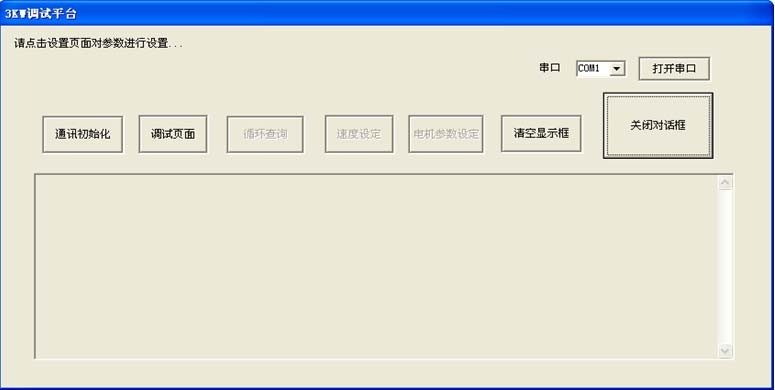 3KW调试平台
请点击设置页面对参数进行设置...
串口 COM1 打开串口
通讯初始化 调试页面 循环查询 速度设定 电机参数设定 清空显示框 关闭对话框